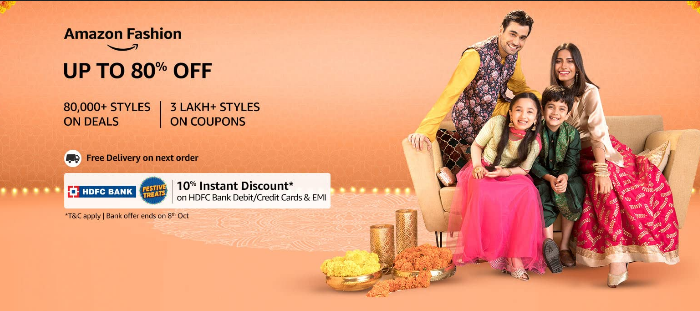 Amazon Fashion
UP TO 80% OFF
80,000+ STYLES
ON DEALS
3 LAKH+ STYLES
ON COUPONS
Free Delivery on next order
HDFC BANK
FESTIVE
TREATS
10% Instant Discount*
on HDFC Bank Debit/Credit Cards & EMI
*T&C apply | Bank offer ends on 8th Oct